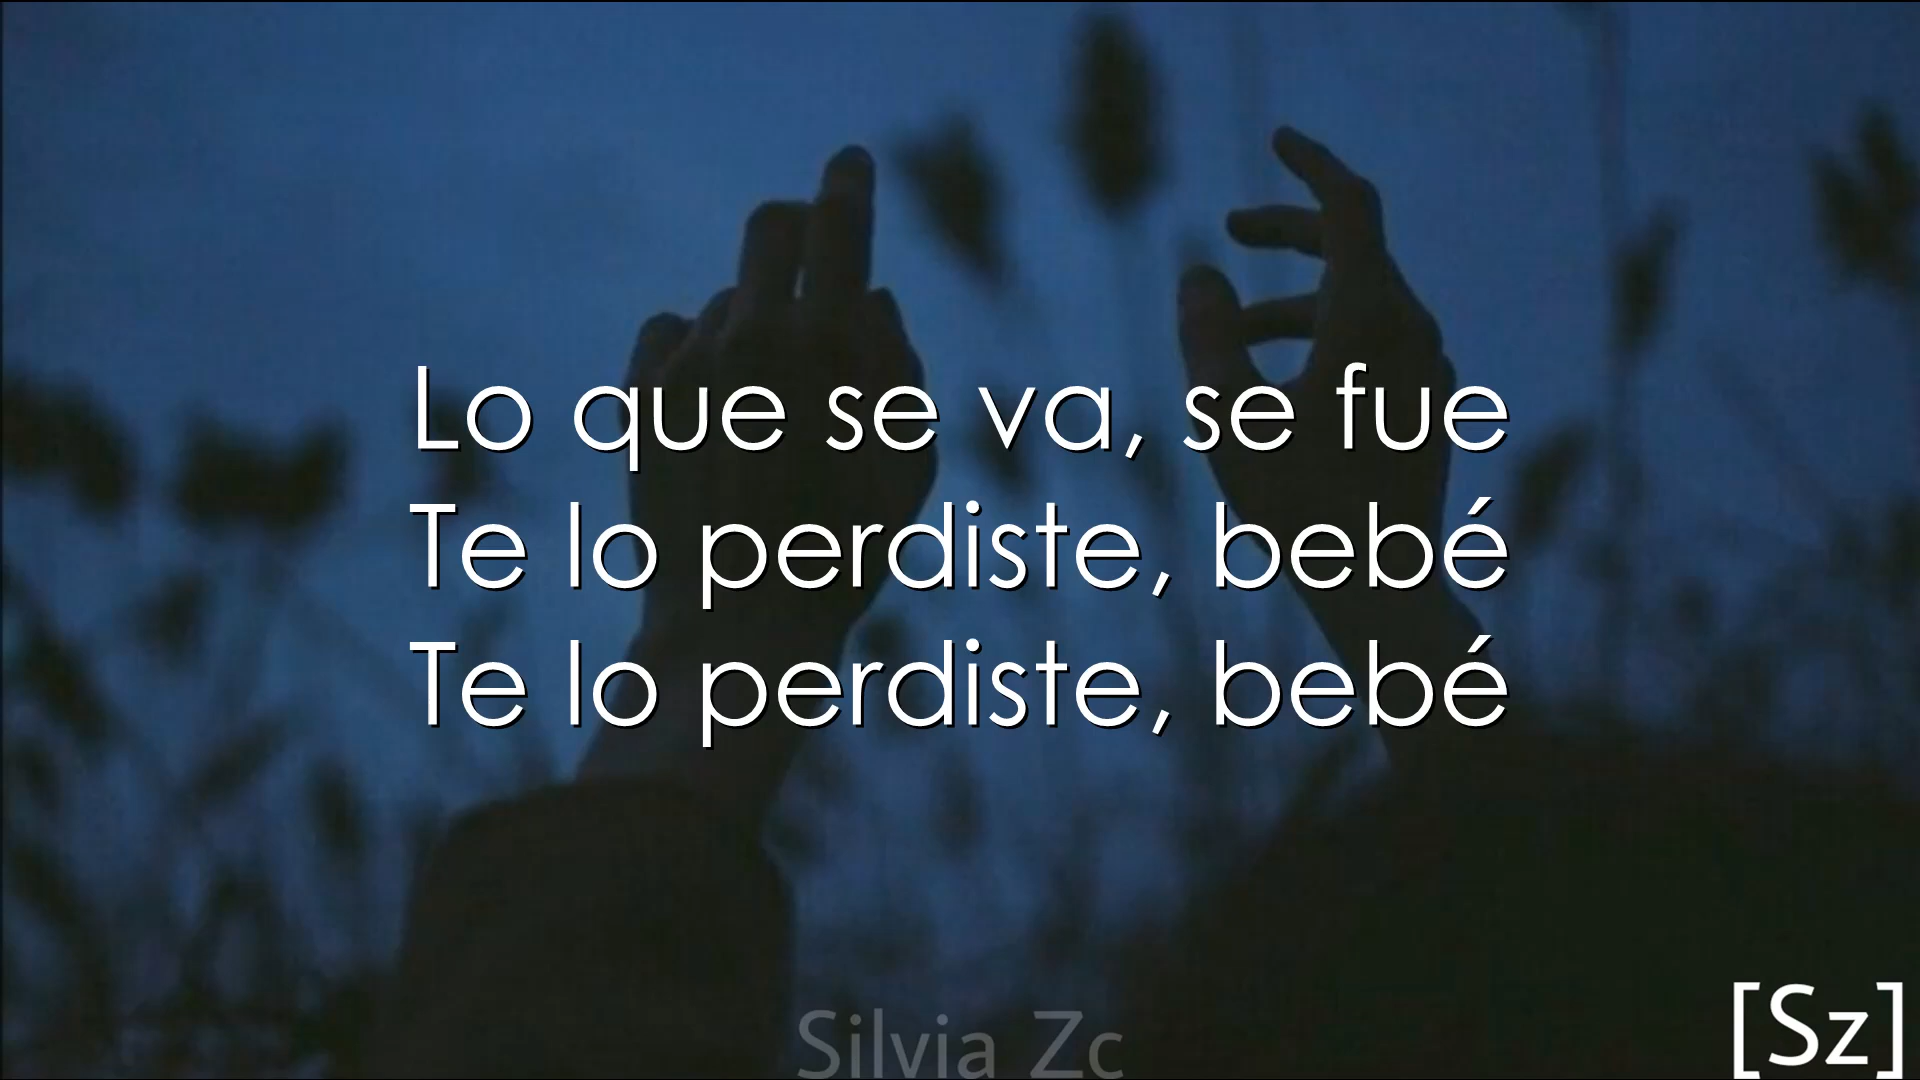 Lo que se va, se fue
Te lo perdiste, bebé
Te lo perdiste, bebé
Silvia Zc
[Sz]